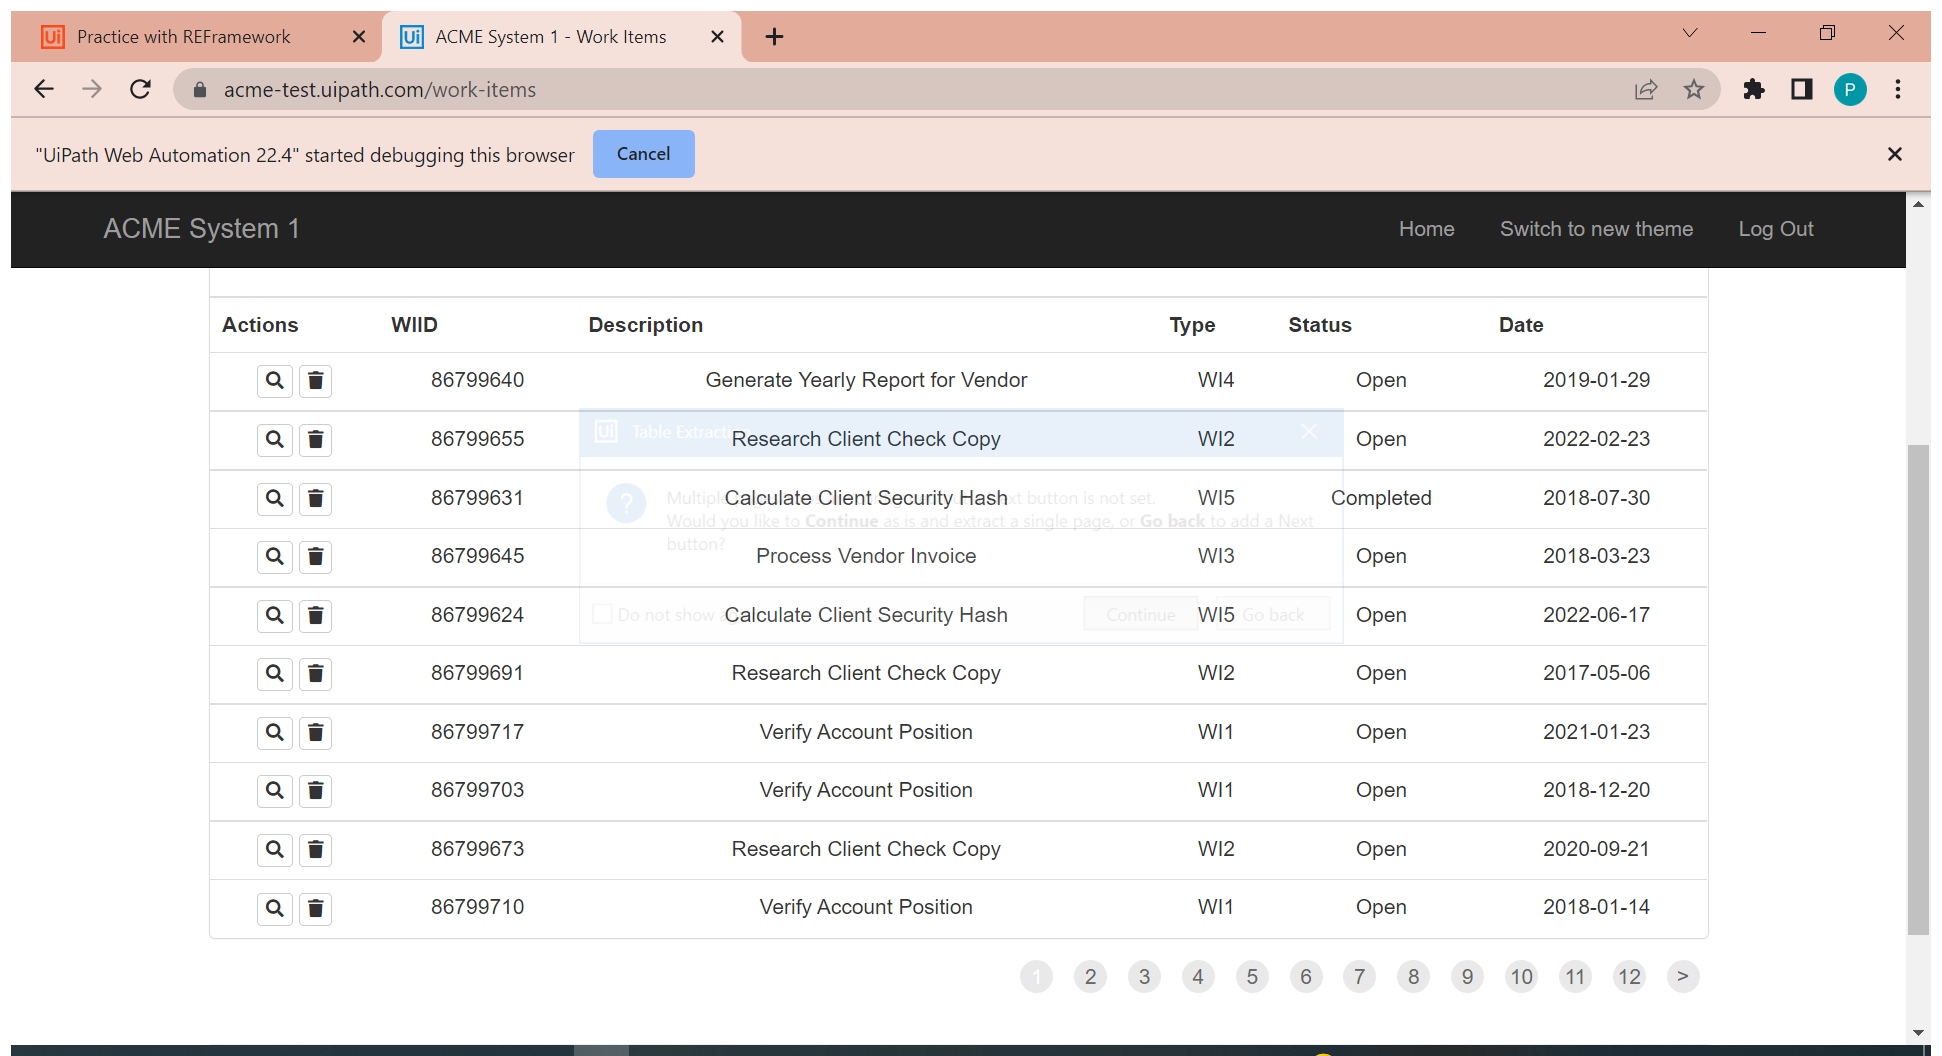 Ui Practice with REFramework
Ui ACME System 1 - Work Items
acme-test.uipath.com/work-items
P
"UiPath Web Automation 22.4" started debugging this browser Cancel
ACME System 1 Home Switch to new theme Log Out
Actions WIID Description Type Status Date
86799640 Generate Yearly Report for Vendor WI4 Open 2019-01-29
Ui Table Extraction
86799655 Research Client Check Copy WI2 Open 2022-02-23
86799631 Calculate Client Security Hash WI5 Completed 2018-07-30
Multiple button is not set.
Would you like to Continue as is and extract a single page, or Go back to add a Next
button?
86799645 Process Vendor Invoice WI3 Open 2018-03-23
86799624 Calculate Client Security Hash WI5 Open 2022-06-17
Do not show Continue Go back
86799691 Research Client Check Copy WI2 Open 2017-05-06
86799717 Verify Account Position WI1 Open 2021-01-23
86799703 Verify Account Position WI1 Open 2018-12-20
86799673 Research Client Check Copy WI2 Open 2020-09-21
86799710 Verify Account Position WI1 Open 2018-01-14
1 2 3 4 5 6 7 8 9 10 11 12 >